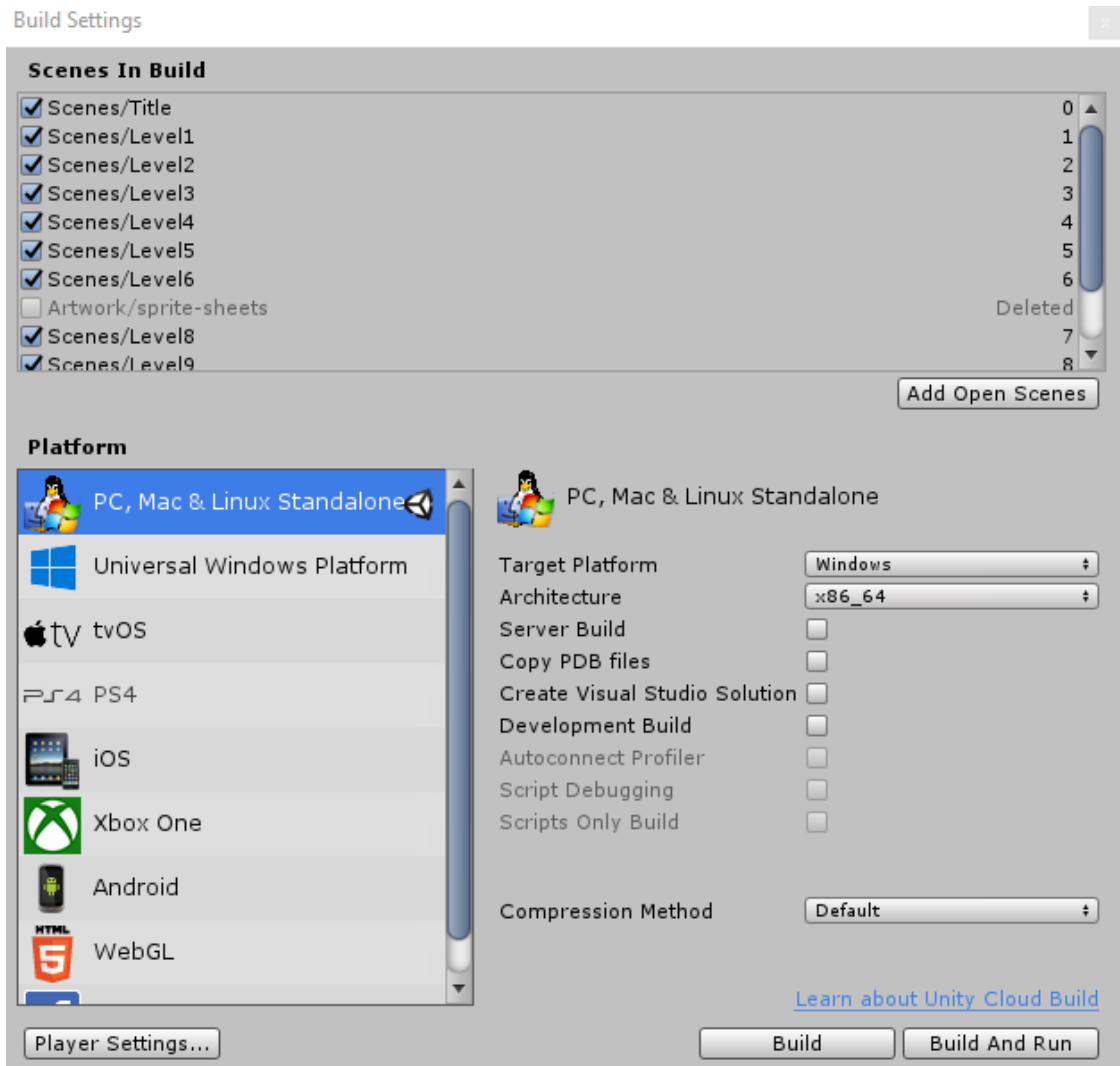 Build Settings
x
Scenes In Build
Scenes/Title 0
Scenes/Level1 1
Scenes/Level2 2
Scenes/Level3 3
Scenes/Level4 4
Scenes/Level5 5
Scenes/Level6 6
Artwork/sprite-sheets Deleted
Scenes/Level8 7
Scenes/Level9 8
Add Open Scenes
Platform
PC, Mac & Linux Standalone
Universal Windows Platform
tv tvOS
PS4 PS4
iOS
Xbox One
Android
HTML
5 WebGL
PC, Mac & Linux Standalone
Target Platform Windows
Architecture x86_64
Server Build
Copy PDB files
Create Visual Studio Solution
Development Build
Autoconnect Profiler
Script Debugging
Scripts Only Build
Compression Method Default
Learn about Unity Cloud Build
Player Settings...
Build
Build And Run